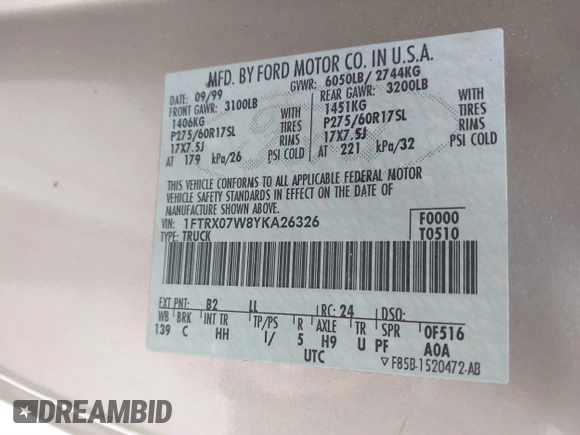 MFD. BY FORD MOTOR CO. IN U.S.A.
DATE: 09/99 GVWR: 6050LB/ 2744KG
FRONT GAWR: 3100LB REAR GAWR: 3200LB
1406KG WITH 1451KG WITH
P275/60R17SL TIRES P275/60R17SL TIRES
17X7.5J RIMS 17X7.5J RIMS
AT 179 kPa/26 PSI COLD AT 221 kPa/32 PSI COLD
THIS VEHICLE CONFORMS TO ALL APPLICABLE FEDERAL MOTOR
VEHICLE SAFETY STANDARDS IN EFFECT ON THE DATE OF
MANUFACTURE SHOWN ABOVE.
VIN: 1FTRX07W8YKA26326 F0000
TYPE: TRUCK T0510
EXT PNT: B2 LL RC: 24 DSO:
WB BRK INT TR TP/PS R AXLE TR SPR 0F516
139 C HH I/ 5 H9 U PF A0A
UTC ▽ F85B-1520472-AB
DREAMBID